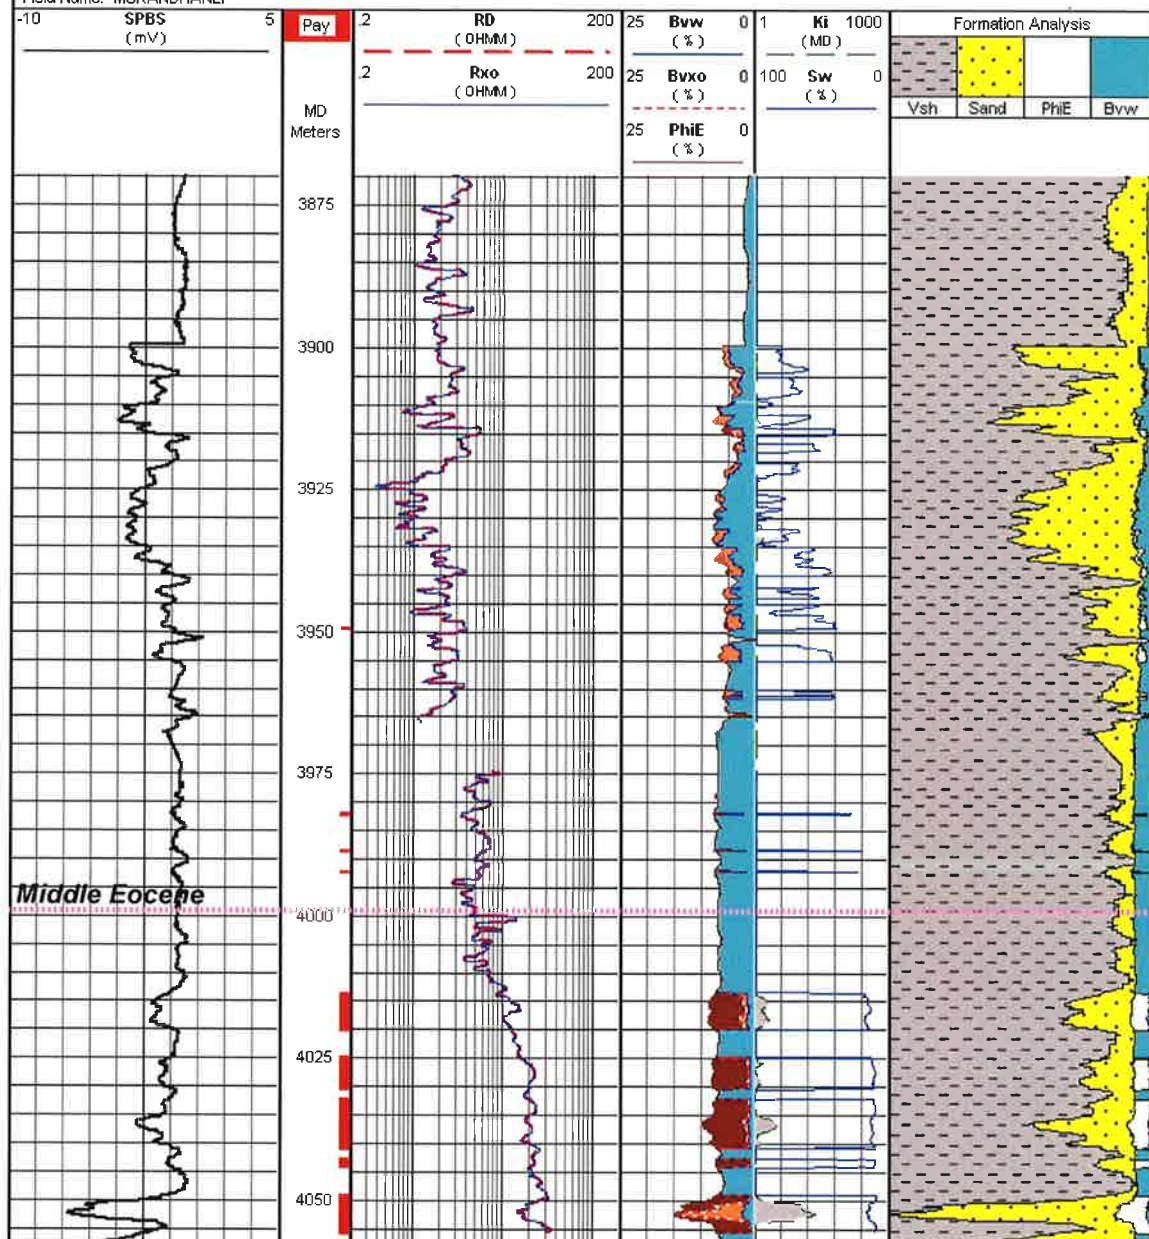 -10 SPBS 5
(mV)
Pay
MD
Meters
.2 RD 200
(OHMM)
.2 Rxo 200
(OHMM)
25 Bvw 0
(%)
25 Bvxo 0
(%)
25 PhiE 0
(%)
1 Ki 1000
(MD)
100 Sw 0
(%)
Formation Analysis
Vsh Sand PhiE Bvw
3875
3900
3925
3950
3975
Middle Eocene
4000
4025
4050